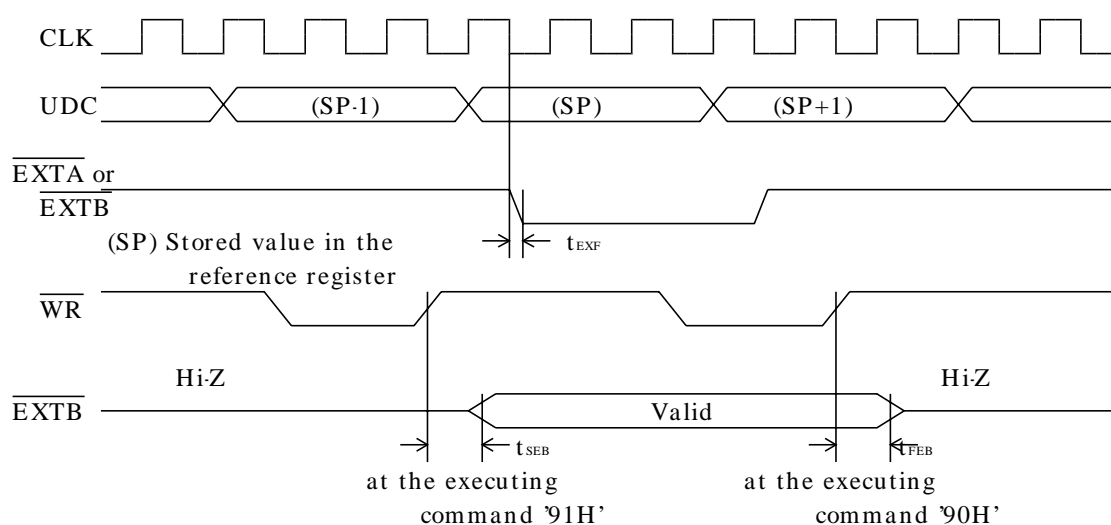 CLK
UDC
(SP-1)
(SP)
(SP+1)
EXTA or
EXTB
tEXF
(SP) Stored value in the
reference register
WR
Hi-Z
Hi-Z
EXTB
Valid
tSEB
tFEB
at the executing
command '91H'
at the executing
command '90H'